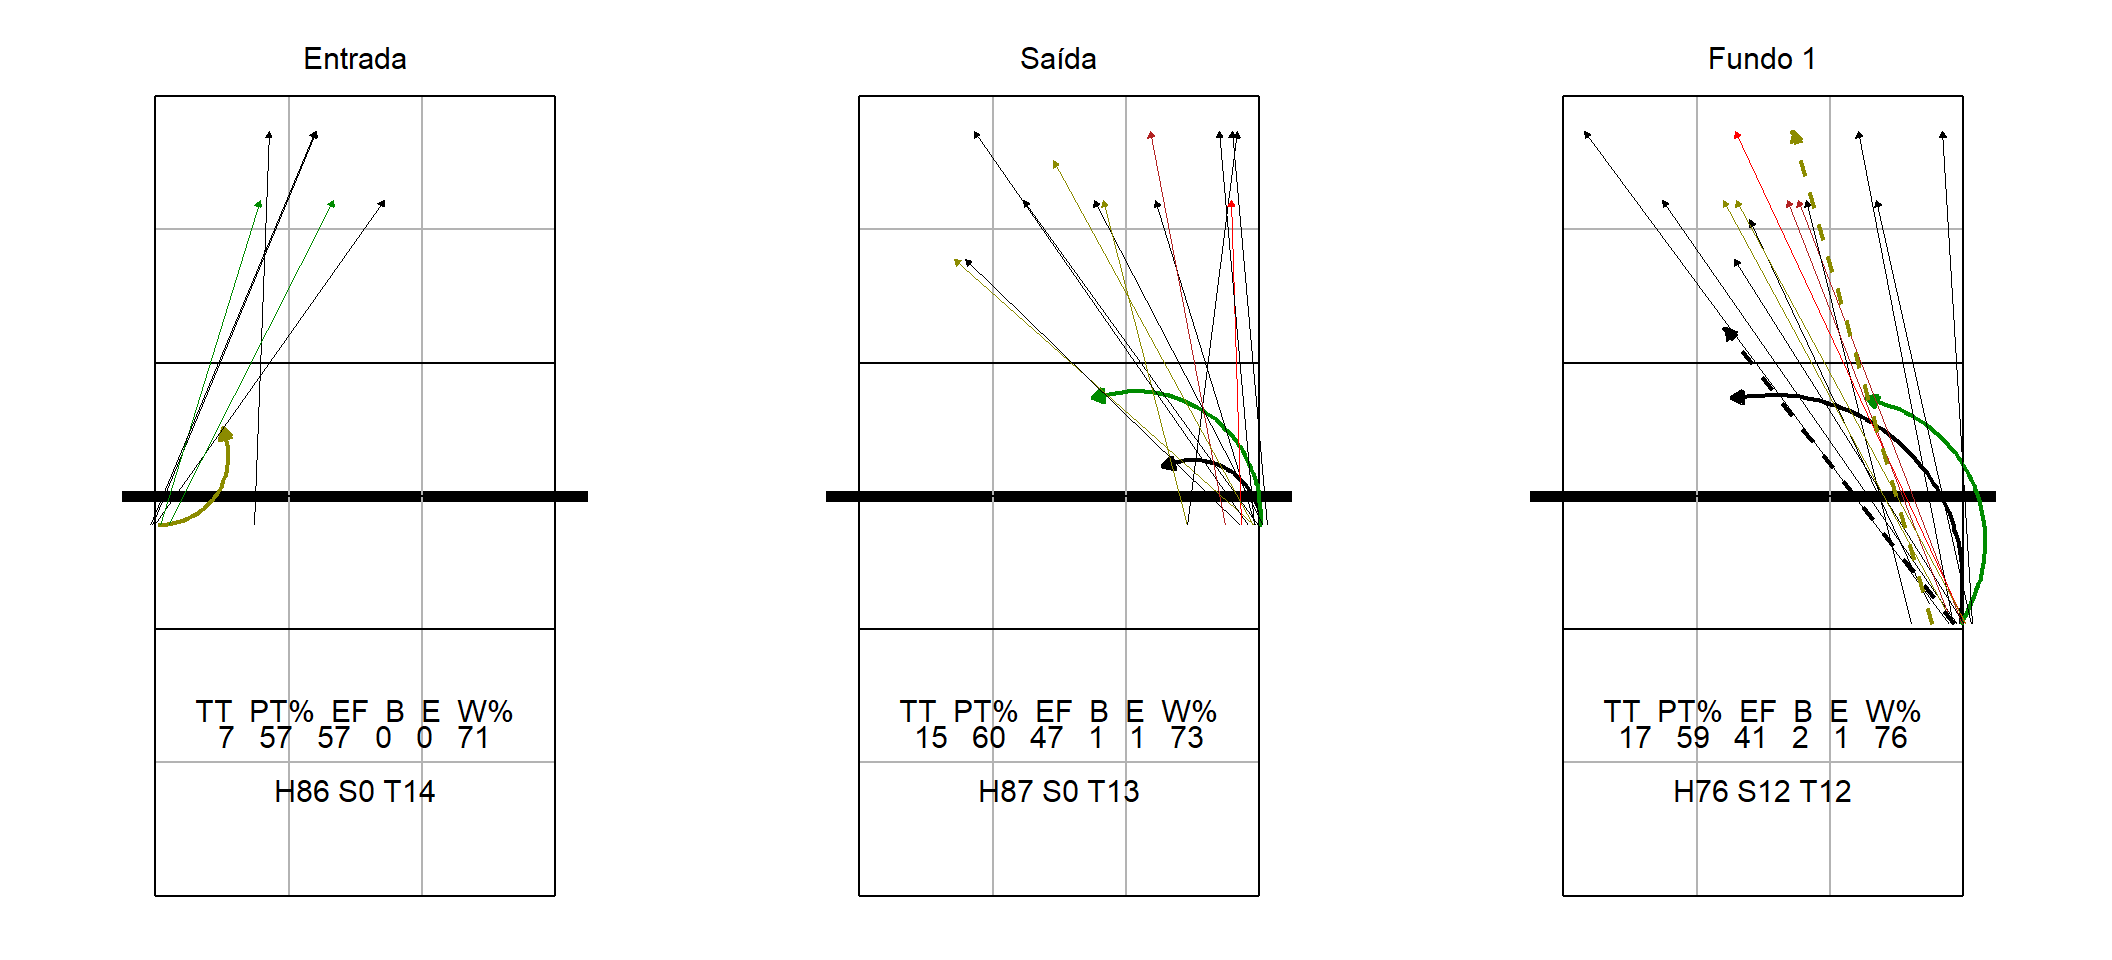 Entrada
TT PT% EF B E W%
7 57 57 0 0 71
H86 S0 T14
Saída
TT PT% EF B E W%
15 60 47 1 1 73
H87 S0 T13
Fundo 1
TT PT% EF B E W%
17 59 41 2 1 76
H76 S12 T12